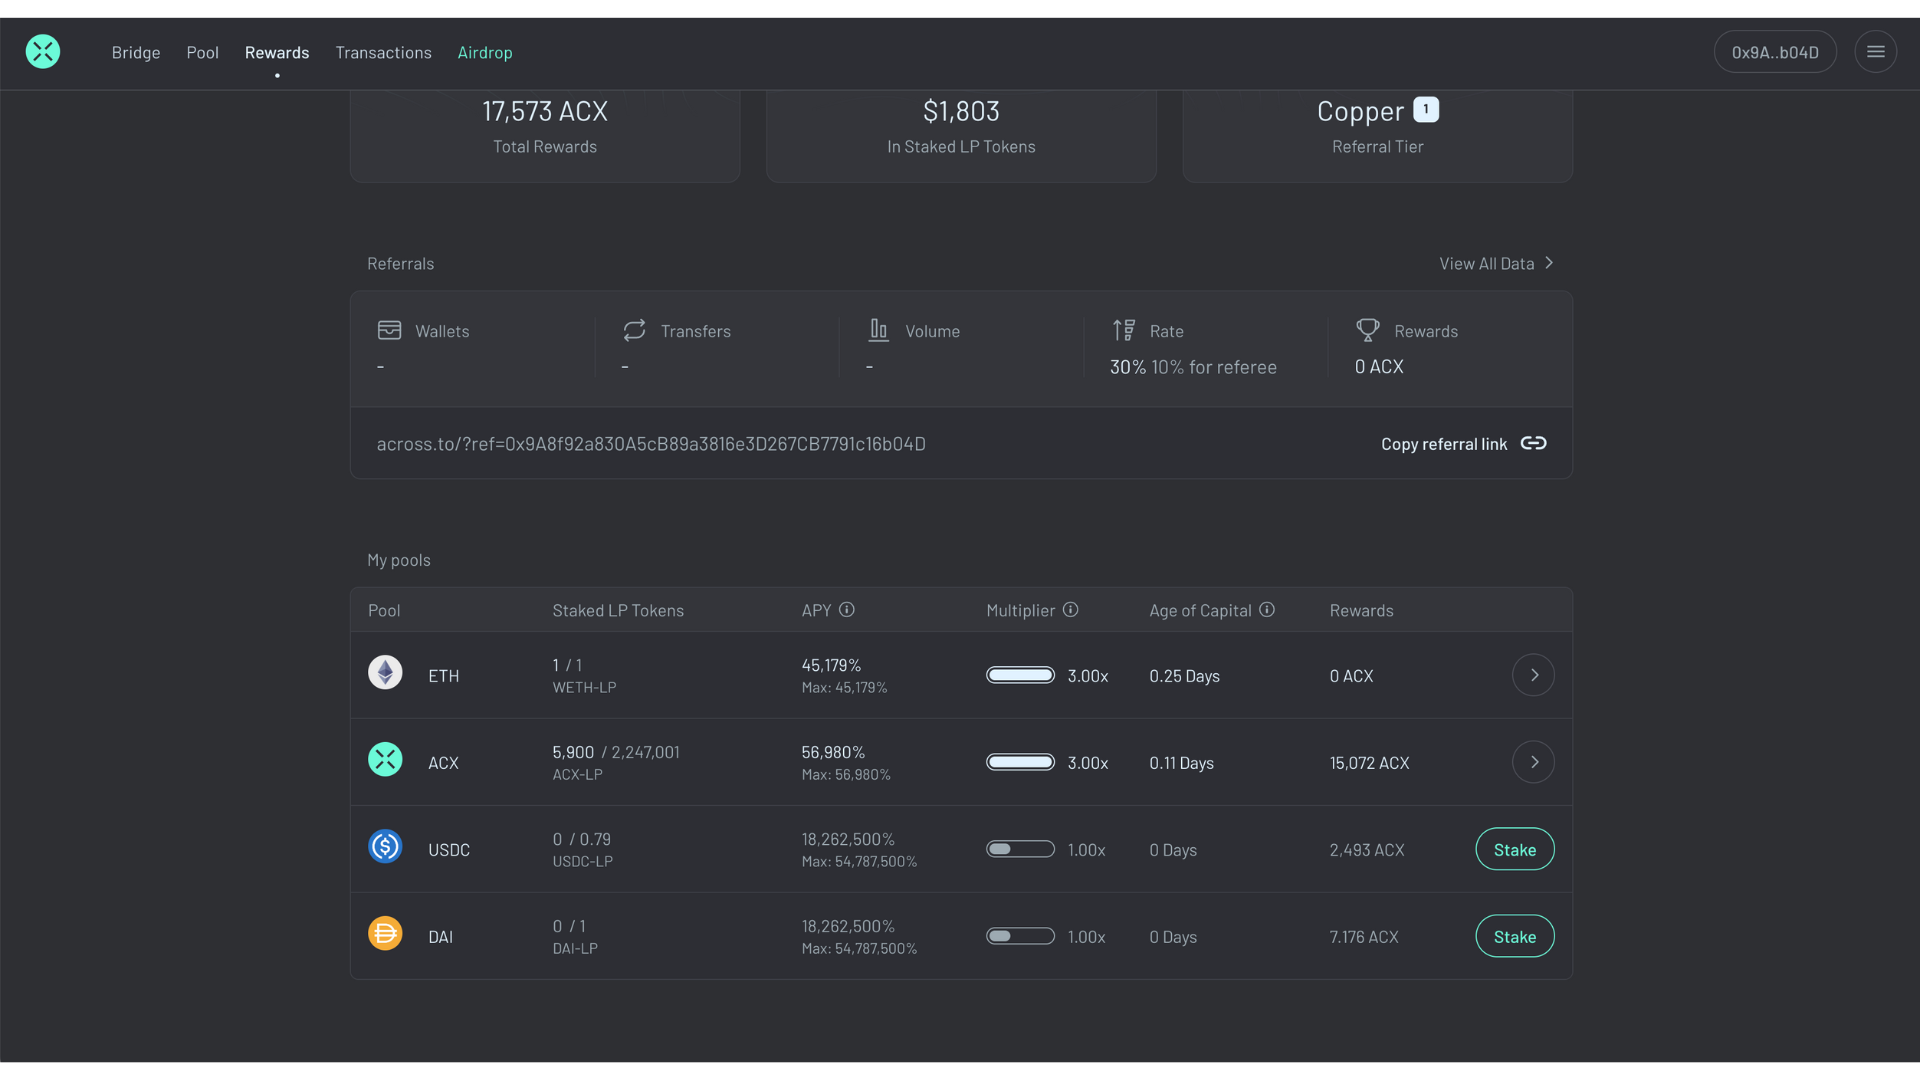 Bridge Pool Rewards Transactions Airdrop 0x9A..b04D
17,573 ACX $1,803 Copper 1
Total Rewards In Staked LP Tokens Referral Tier
Referrals View All Data
Wallets Transfers Volume Rate Rewards
- - - 30% 10% for referee 0 ACX
across.to/?ref=0x9A8f92a830A5cB89a3816e3D267CB7791c16b04D Copy referral link
My pools
Pool Staked LP Tokens APY Multiplier Age of Capital Rewards
ETH 1 / 1 45,179% 3.00x 0.25 Days 0 ACX
WETH-LP Max: 45,179%
ACX 5,900 / 2,247,001 56,980% 3.00x 0.11 Days 15,072 ACX
ACX-LP Max: 56,980%
USDC 0 / 0.79 18,262,500% 1.00x 0 Days 2,493 ACX Stake
USDC-LP Max: 54,787,500%
DAI 0 / 1 18,262,500% 1.00x 0 Days 7.176 ACX Stake
DAI-LP Max: 54,787,500%